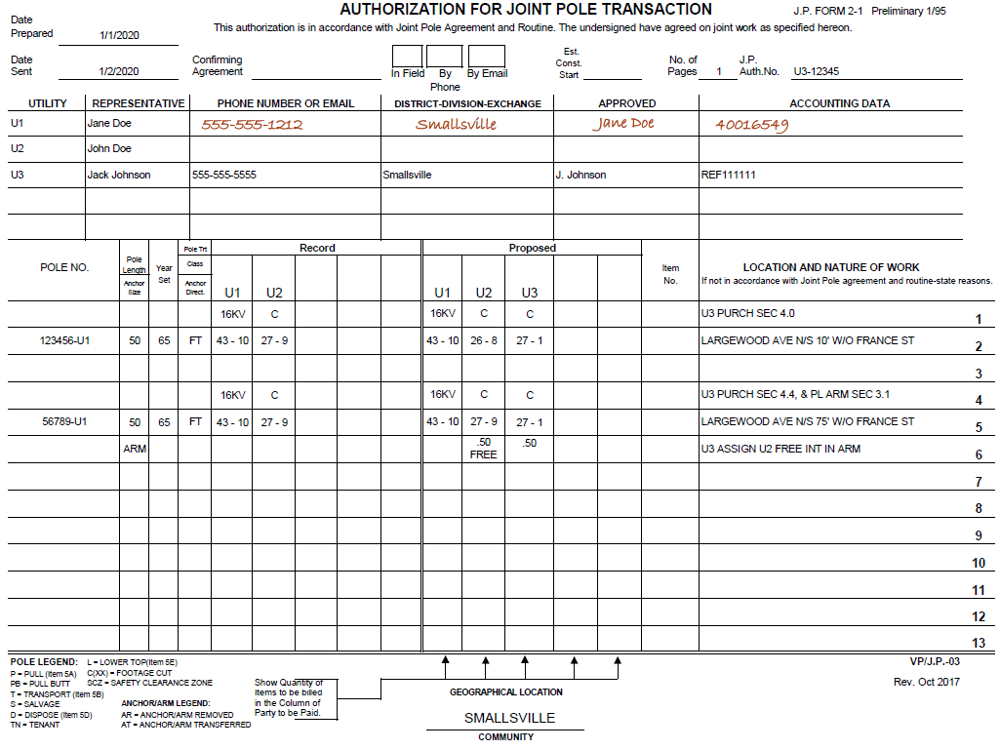 AUTHORIZATION FOR JOINT POLE TRANSACTION
J.P. FORM 2-1 Preliminary 1/95
This authorization is in accordance with Joint Pole Agreement and Routine. The undersigned have agreed on joint work as specified hereon.
Date Prepared 1/1/2020
Date Sent 1/2/2020
Confirming Agreement
In Field By Phone By Email
Est. Const. Start
No. of Pages 1
J.P. Auth.No. U3-12345
UTILITY REPRESENTATIVE PHONE NUMBER OR EMAIL DISTRICT-DIVISION-EXCHANGE APPROVED ACCOUNTING DATA
U1 Jane Doe 555-555-1212 Smallsville Jane Doe 40016549
U2 John Doe
U3 Jack Johnson 555-555-5555 Smallsville J. Johnson REF111111
POLE NO.
Pole Length
Anchor Size
Year Set
Pole Trt
Class
Anchor Direct.
Record
U1 U2
Proposed
U1 U2 U3
Item No.
LOCATION AND NATURE OF WORK
If not in accordance with Joint Pole agreement and routine-state reasons.
16KV C 16KV C C U3 PURCH SEC 4.0 1
123456-U1 50 65 FT 43 - 10 27 - 9 43 - 10 26 - 8 27 - 1 LARGEWOOD AVE N/S 10' W/O FRANCE ST 2
3
16KV C 16KV C C U3 PURCH SEC 4.4, & PL ARM SEC 3.1 4
56789-U1 50 65 FT 43 - 10 27 - 9 43 - 10 27 - 9 27 - 1 LARGEWOOD AVE N/S 75' W/O FRANCE ST 5
ARM .50 FREE .50 U3 ASSIGN U2 FREE INT IN ARM 6
7
8
9
10
11
12
13
POLE LEGEND: L = LOWER TOP(Item 5E)
P = PULL (Item 5A) C(XX) = FOOTAGE CUT
PB = PULL BUTT SCZ = SAFETY CLEARANCE ZONE
T = TRANSPORT (Item 5B)
S = SALVAGE ANCHOR/ARM LEGEND:
D = DISPOSE (Item 5D) AR = ANCHOR/ARM REMOVED
TN = TENANT AT = ANCHOR/ARM TRANSFERRED
Show Quantity of
Items to be billed
in the Column of
Party to be Paid.
GEOGRAPHICAL LOCATION
SMALLSVILLE
COMMUNITY
VP/J.P.-03
Rev. Oct 2017